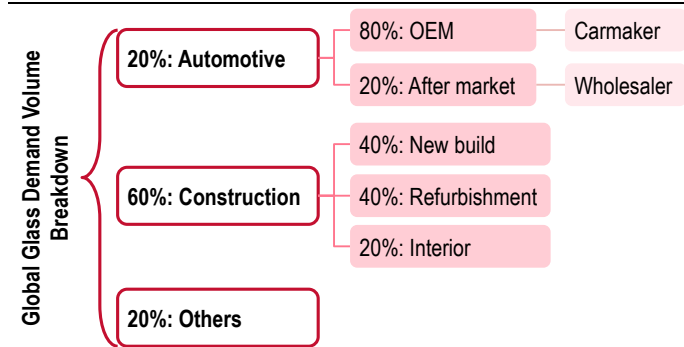 Global Glass Demand Volume
Breakdown
20%: Automotive
80%: OEM
Carmaker
20%: After market
Wholesaler
60%: Construction
40%: New build
40%: Refurbishment
20%: Interior
20%: Others